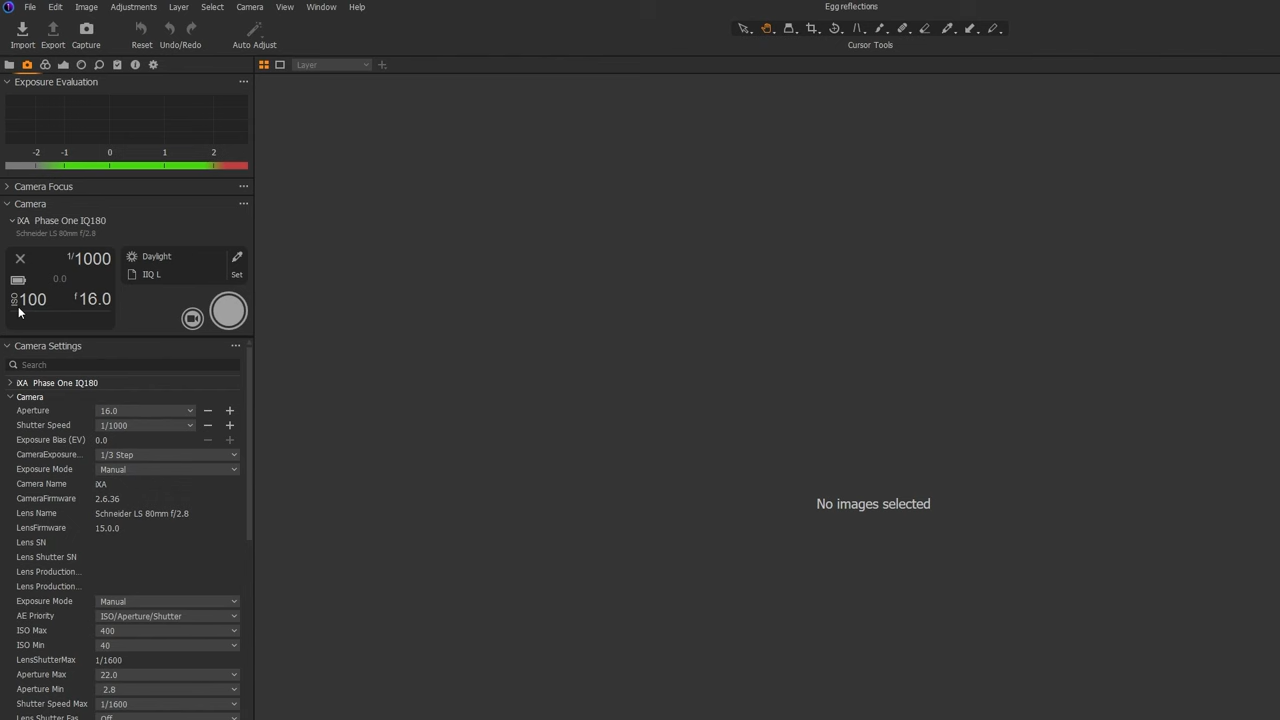 File Edit Image Adjustments Layer Select Camera View Window Help
Egg reflections
Import Export Capture Reset Undo/Redo Auto Adjust
Cursor Tools
Layer
Exposure Evaluation
-2 -1 0 1 2
Camera Focus
Camera
iXA Phase One IQ180
Schneider LS 80mm f/2.8
1/1000 Daylight
0.0 IIQ L Set
ISO 100 f 16.0
Camera Settings
Search
iXA Phase One IQ180
Camera
Aperture 16.0
Shutter Speed 1/1000
Exposure Bias (EV) 0.0
CameraExposure... 1/3 Step
Exposure Mode Manual
Camera Name iXA
CameraFirmware 2.6.36
Lens Name Schneider LS 80mm f/2.8
No images selected
LensFirmware 15.0.0
Lens SN
Lens Shutter SN
Lens Production...
Lens Production...
Exposure Mode Manual
AE Priority ISO/Aperture/Shutter
ISO Max 400
ISO Min 40
LensShutterMax 1/1600
Aperture Max 22.0
Aperture Min 2.8
Shutter Speed Max 1/1600
Lens Shutter Fas Off